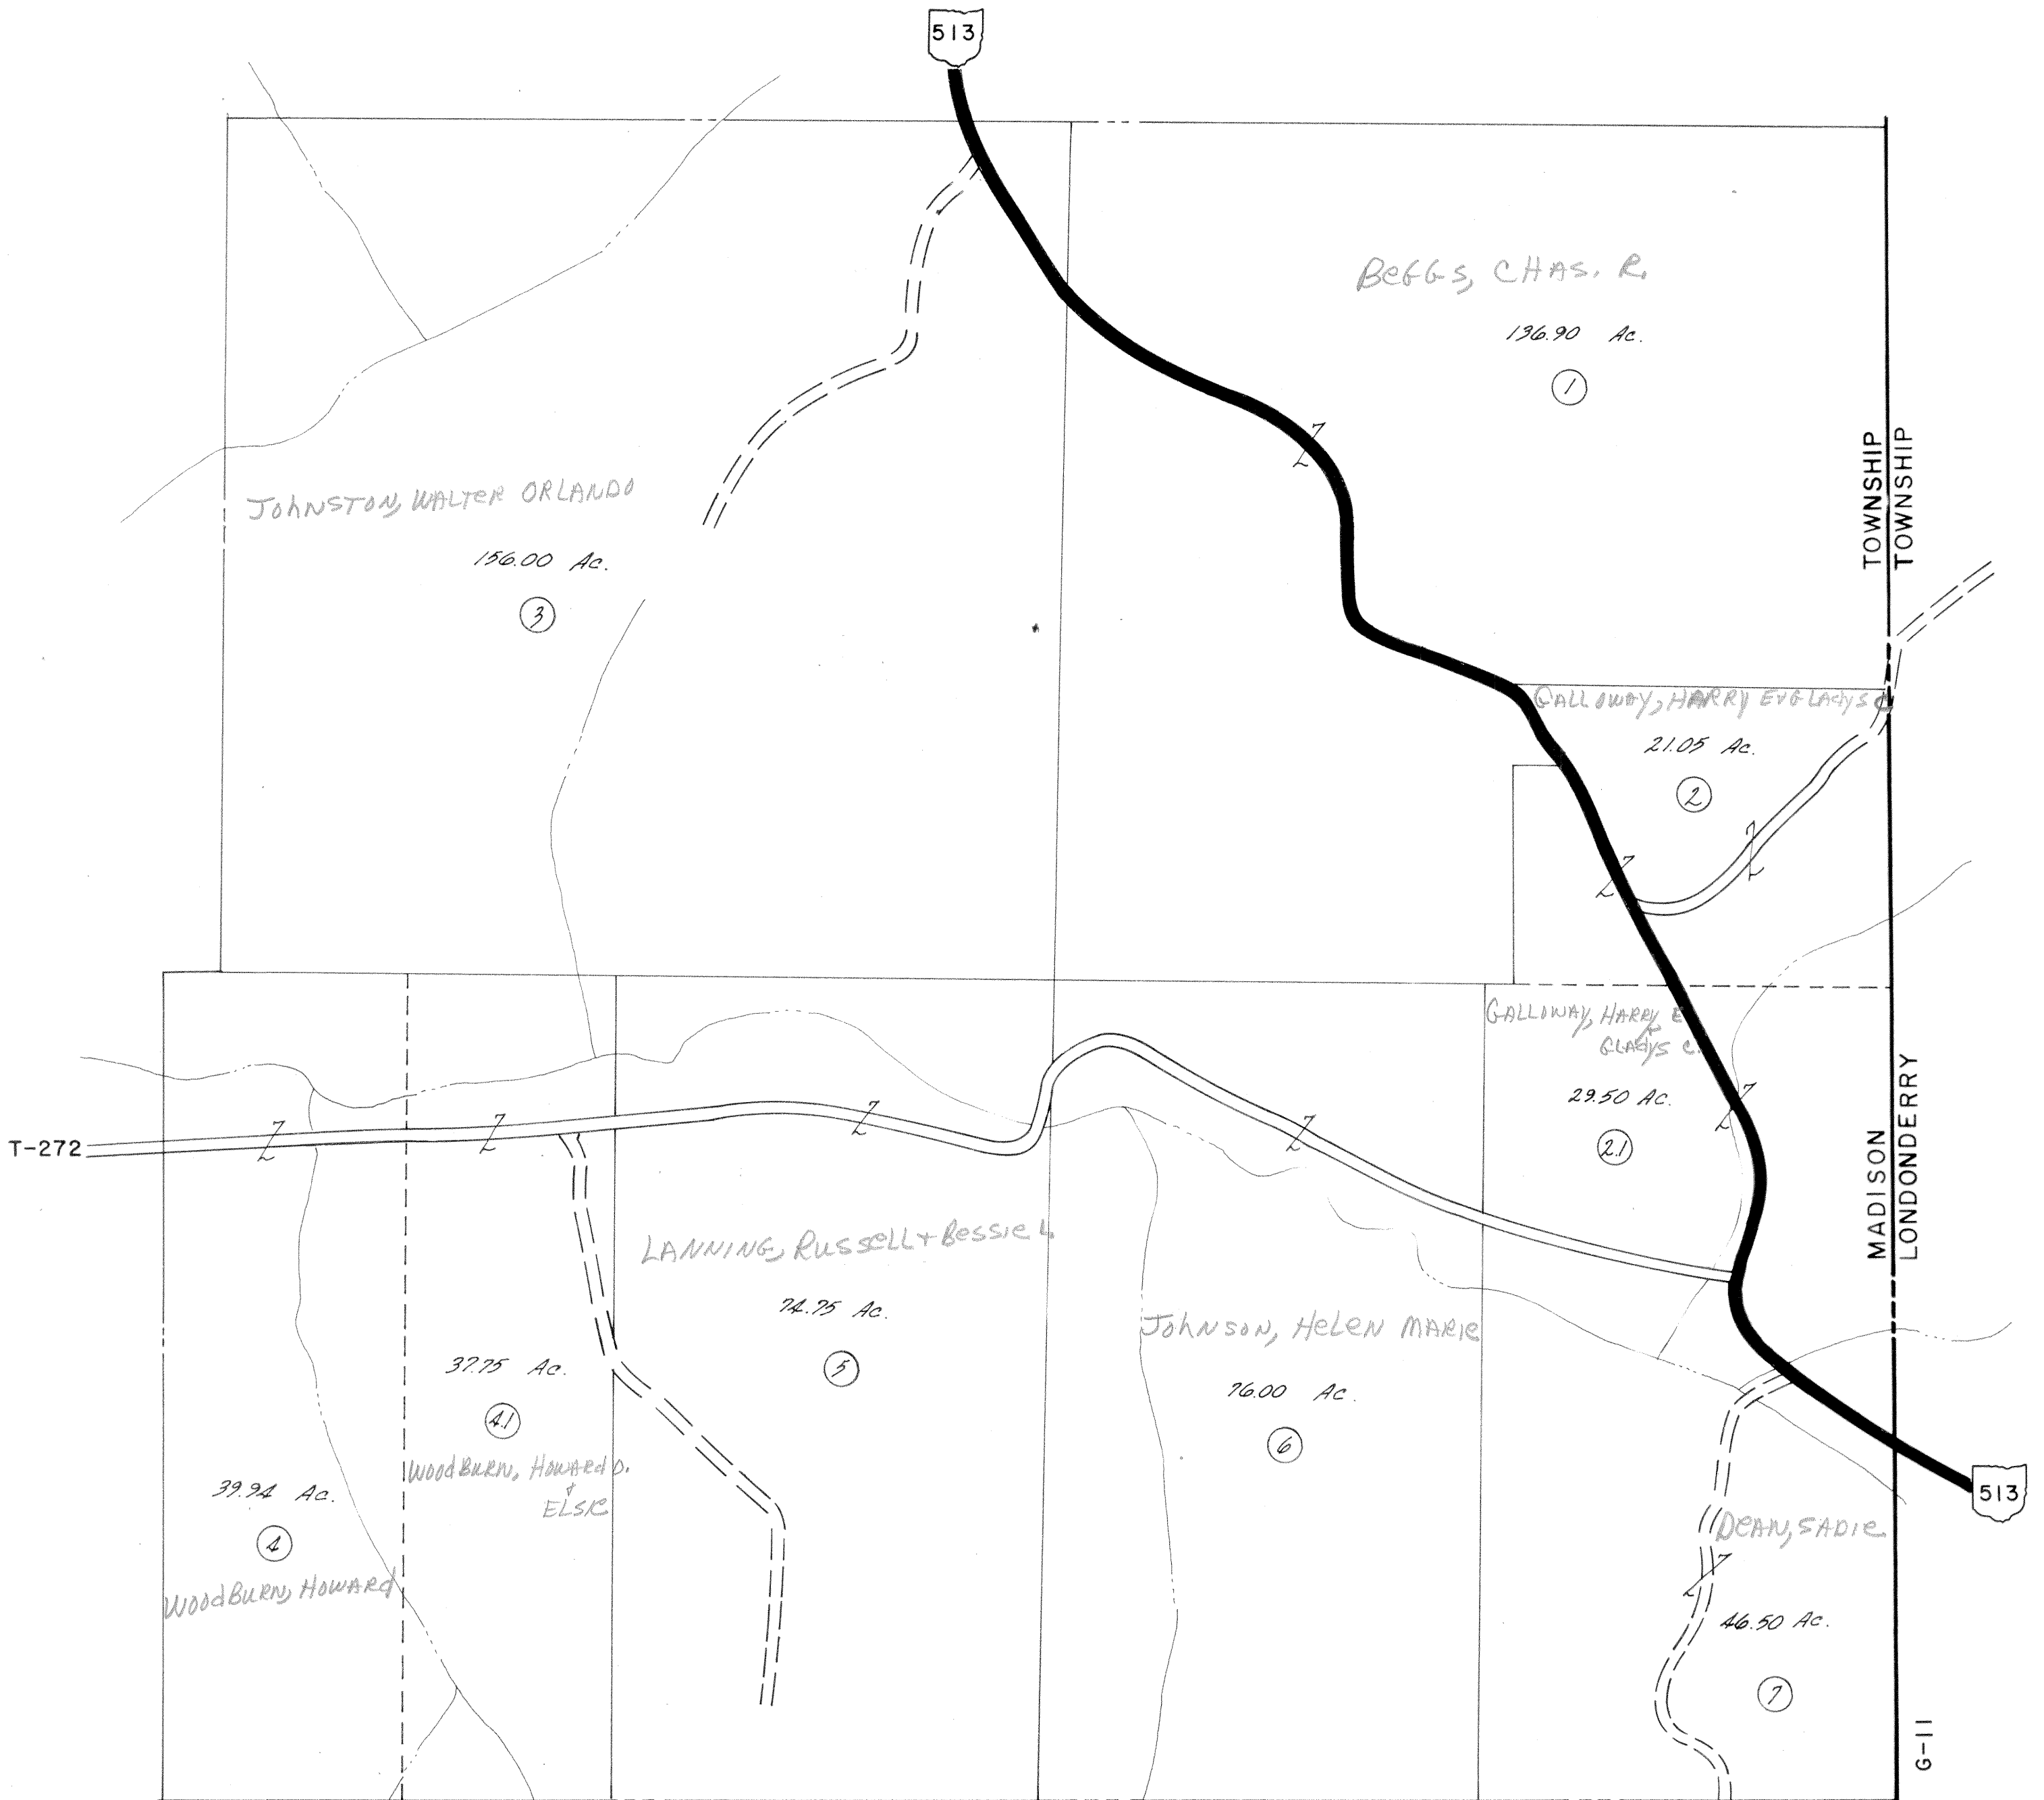 513
BEGGS, CHAS. R.
136.90 Ac.
1
TOWNSHIP
TOWNSHIP
JOHNSTON, WALTER ORLANDO
156.00 Ac.
3
GALLOWAY, HARRY E & GLADYS C
21.05 Ac.
2
GALLOWAY, HARRY E
GLADYS C.
29.50 Ac.
2.1
MADISON
LONDONDERRY
T-272
LANNING, RUSSELL + BESSIE L
74.75 Ac.
5
JOHNSON, HELEN MARIE
76.00 Ac.
6
37.75 Ac.
4.1
WOODBURN, HOWARD D.
&
ELSIE
39.94 Ac.
4
WOODBURN, HOWARD
513
DEAN, SADIE
46.50 Ac.
7
G-11